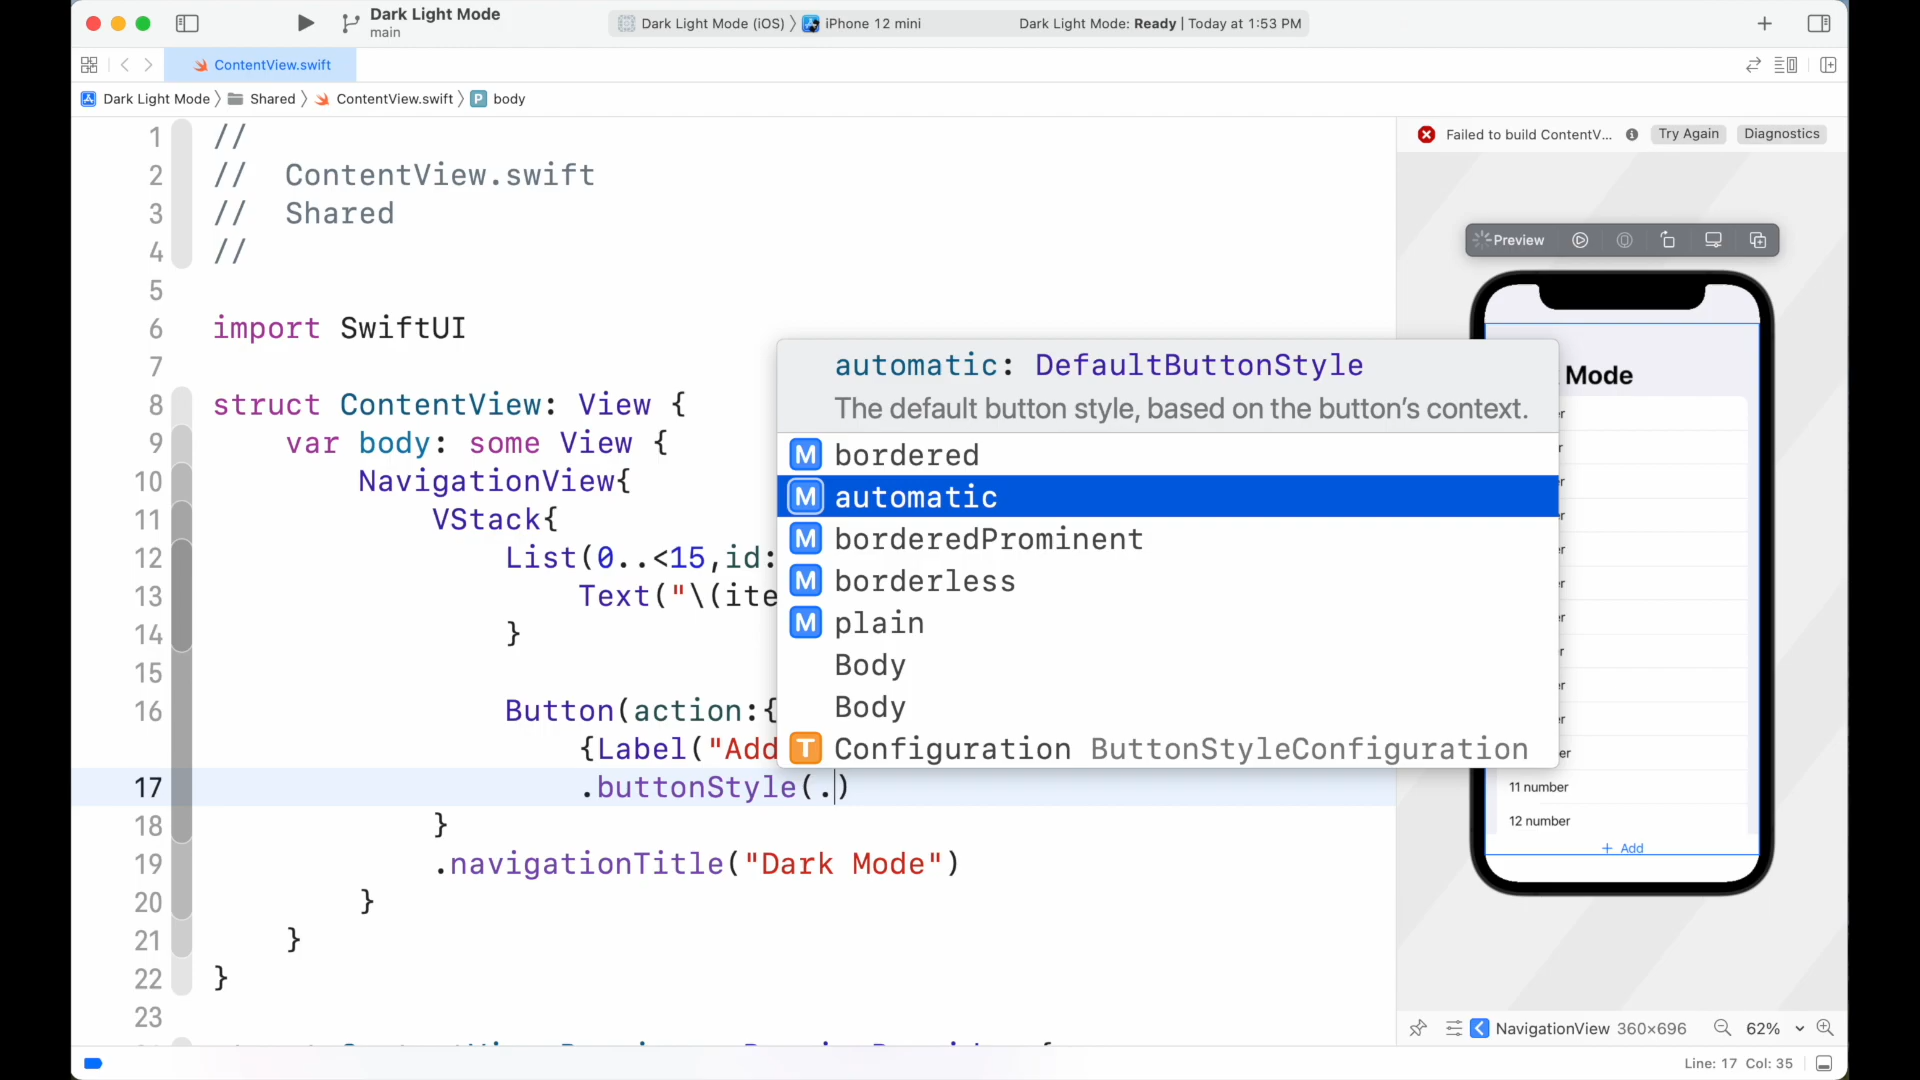 Dark Light Mode
main
Dark Light Mode (iOS) 〉 iPhone 12 mini
Dark Light Mode: Ready | Today at 1:53 PM
ContentView.swift
Dark Light Mode 〉 Shared 〉 ContentView.swift 〉 P body
1 //
2 // ContentView.swift
3 // Shared
4 //
5
6 import SwiftUI
7
8 struct ContentView: View {
9 var body: some View {
10 NavigationView{
11 VStack{
12 List(0..<15,id:
13 Text("\(ite
14 }
15
16 Button(action:{
{Label("Add
17 .buttonStyle(.)
18 }
19 .navigationTitle("Dark Mode")
20 }
21 }
22 }
23
automatic: DefaultButtonStyle
The default button style, based on the button's context.
M bordered
M automatic
M borderedProminent
M borderless
M plain
Body
Body
T Configuration ButtonStyleConfiguration
Failed to build ContentV... Try Again Diagnostics
Preview
Mode
11 number
12 number
+ Add
NavigationView 360×696 62%
Line: 17 Col: 35